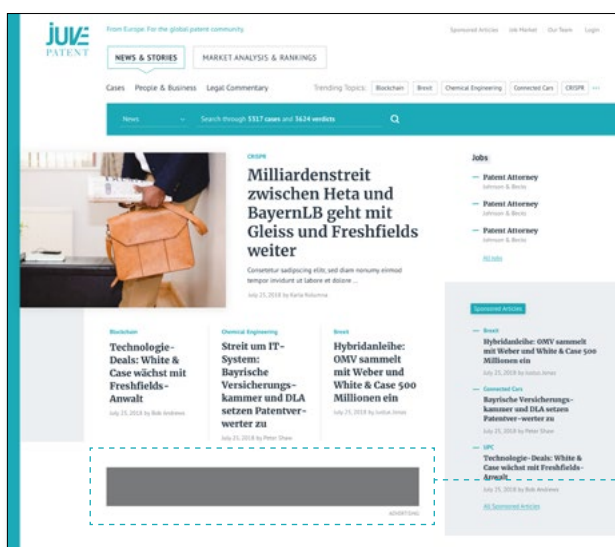 JUVE
PATENT
From Europe. For the global patent community.
Sponsored Articles Job Market Our Team Login
NEWS & STORIES MARKET ANALYSIS & RANKINGS
Cases People & Business Legal Commentary Trending Topics: Blockchain Brexit Chemical Engineering Connected Cars CRISPR
News Search through 5317 cases and 3624 verdicts
CRISPR
Milliardenstreit
zwischen Heta und
BayernLB geht mit
Gleiss und Freshfields
weiter
Consetetur sadipscing elitr, sed diam nonumy eirmod
tempor invidunt ut labore et dolore ...
July 25, 2018 by Karla Kolumna
Jobs
Patent Attorney
Johnson & Blocks
Patent Attorney
Johnson & Blocks
Patent Attorney
Johnson & Blocks
All Jobs
Blockchain
Technologie-
Deals: White &
Case wächst mit
Freshfields-
Anwalt
July 25, 2018 by Bob Andrews
Chemical Engineering
Streit um IT-
System:
Bayrische
Versicherungs-
kammer und DLA
setzen Patentver-
werter zu
July 25, 2018 by Peter Shaw
Brexit
Hybridanleihe:
OMV sammelt
mit Weber und
White & Case 500
Millionen ein
July 25, 2018 by Justus Jonas
Sponsored Articles
Brexit
Hybridanleihe: OMV sammelt
mit Weber und White & Case 500
Millionen ein
July 25, 2018 by Justus Jonas
Connected Cars
Bayrische Versicherungs-
kammer und DLA setzen
Patentver-werter zu
July 25, 2018 by Peter Shaw
UPC
Technologie-Deals: White &
Case wächst mit Freshfields-
Anwalt
July 25, 2018 by Bob Andrews
All Sponsored Articles
ADVERTISING